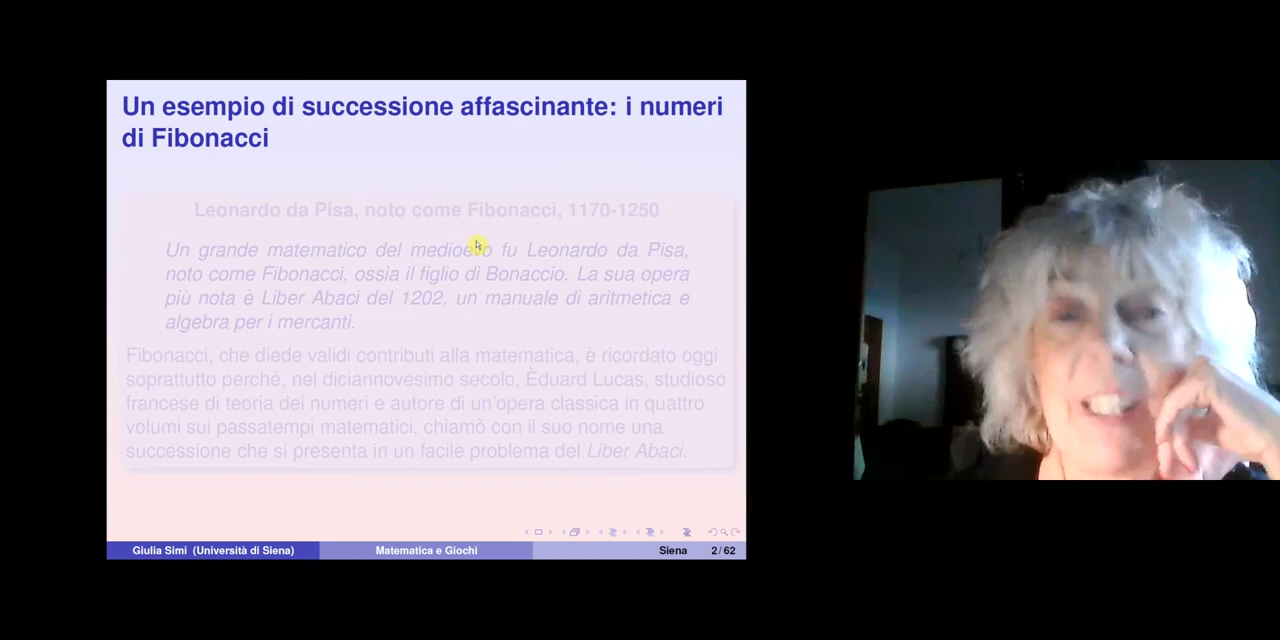 Un esempio di successione affascinante: i numeri
di Fibonacci
Leonardo da Pisa, noto come Fibonacci, 1170-1250
Un grande matematico del medioevo fu Leonardo da Pisa,
noto come Fibonacci, ossia il figlio di Bonaccio. La sua opera
più nota è Liber Abaci del 1202, un manuale di aritmetica e
algebra per i mercanti.
Fibonacci, che diede validi contributi alla matematica, è ricordato oggi
soprattutto perché, nel diciannovesimo secolo, Èduard Lucas, studioso
francese di teoria dei numeri e autore di un'opera classica in quattro
volumi sui passatempi matematici, chiamò con il suo nome una
successione che si presenta in un facile problema del Liber Abaci.
Giulia Simi (Università di Siena) Matematica e Giochi Siena 2/62